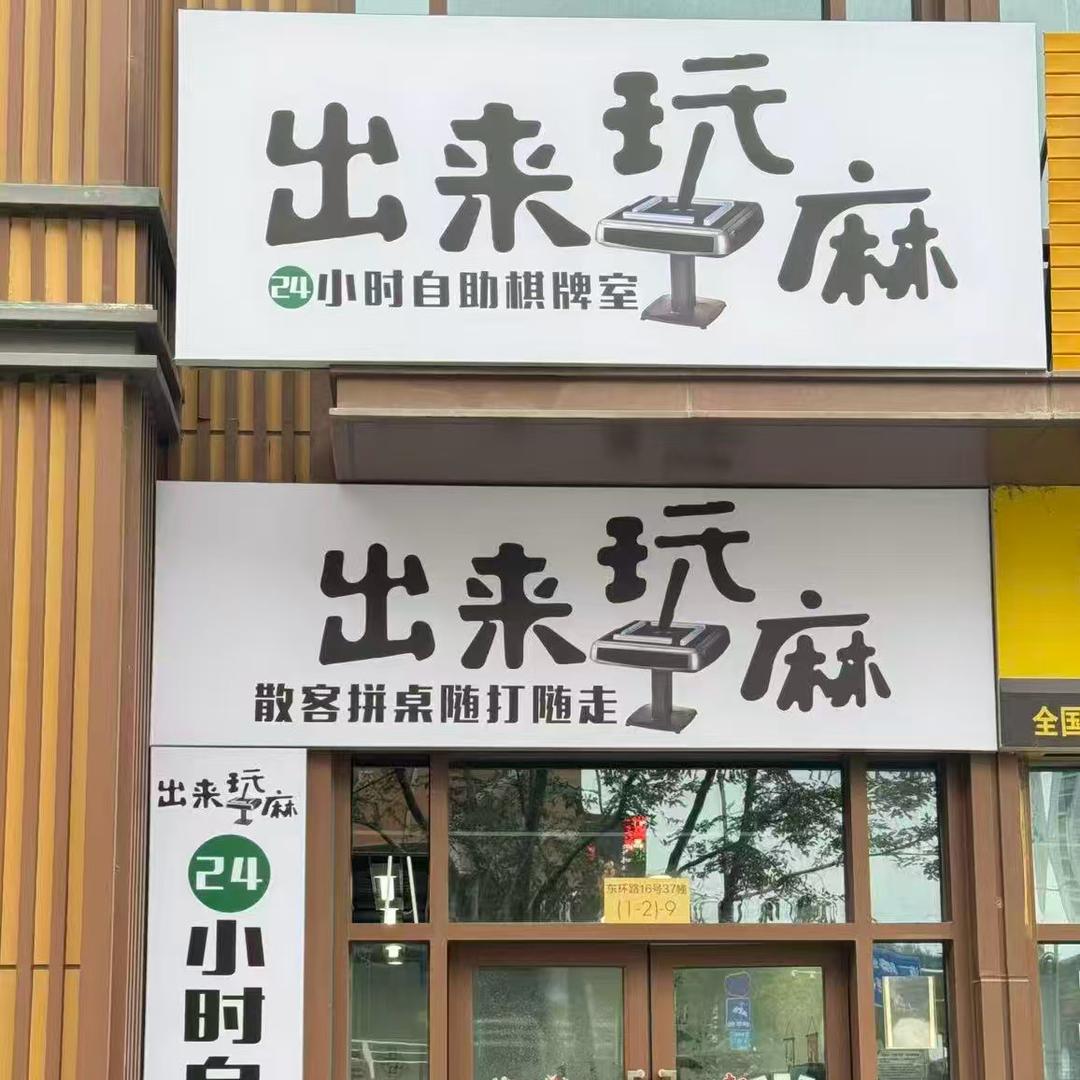 出来玩麻
24小时自助棋牌室
出来玩麻
散客拼桌随打随走
全国
出来玩麻
24
小
时
自
东环路16号37幢
(1-2)-9